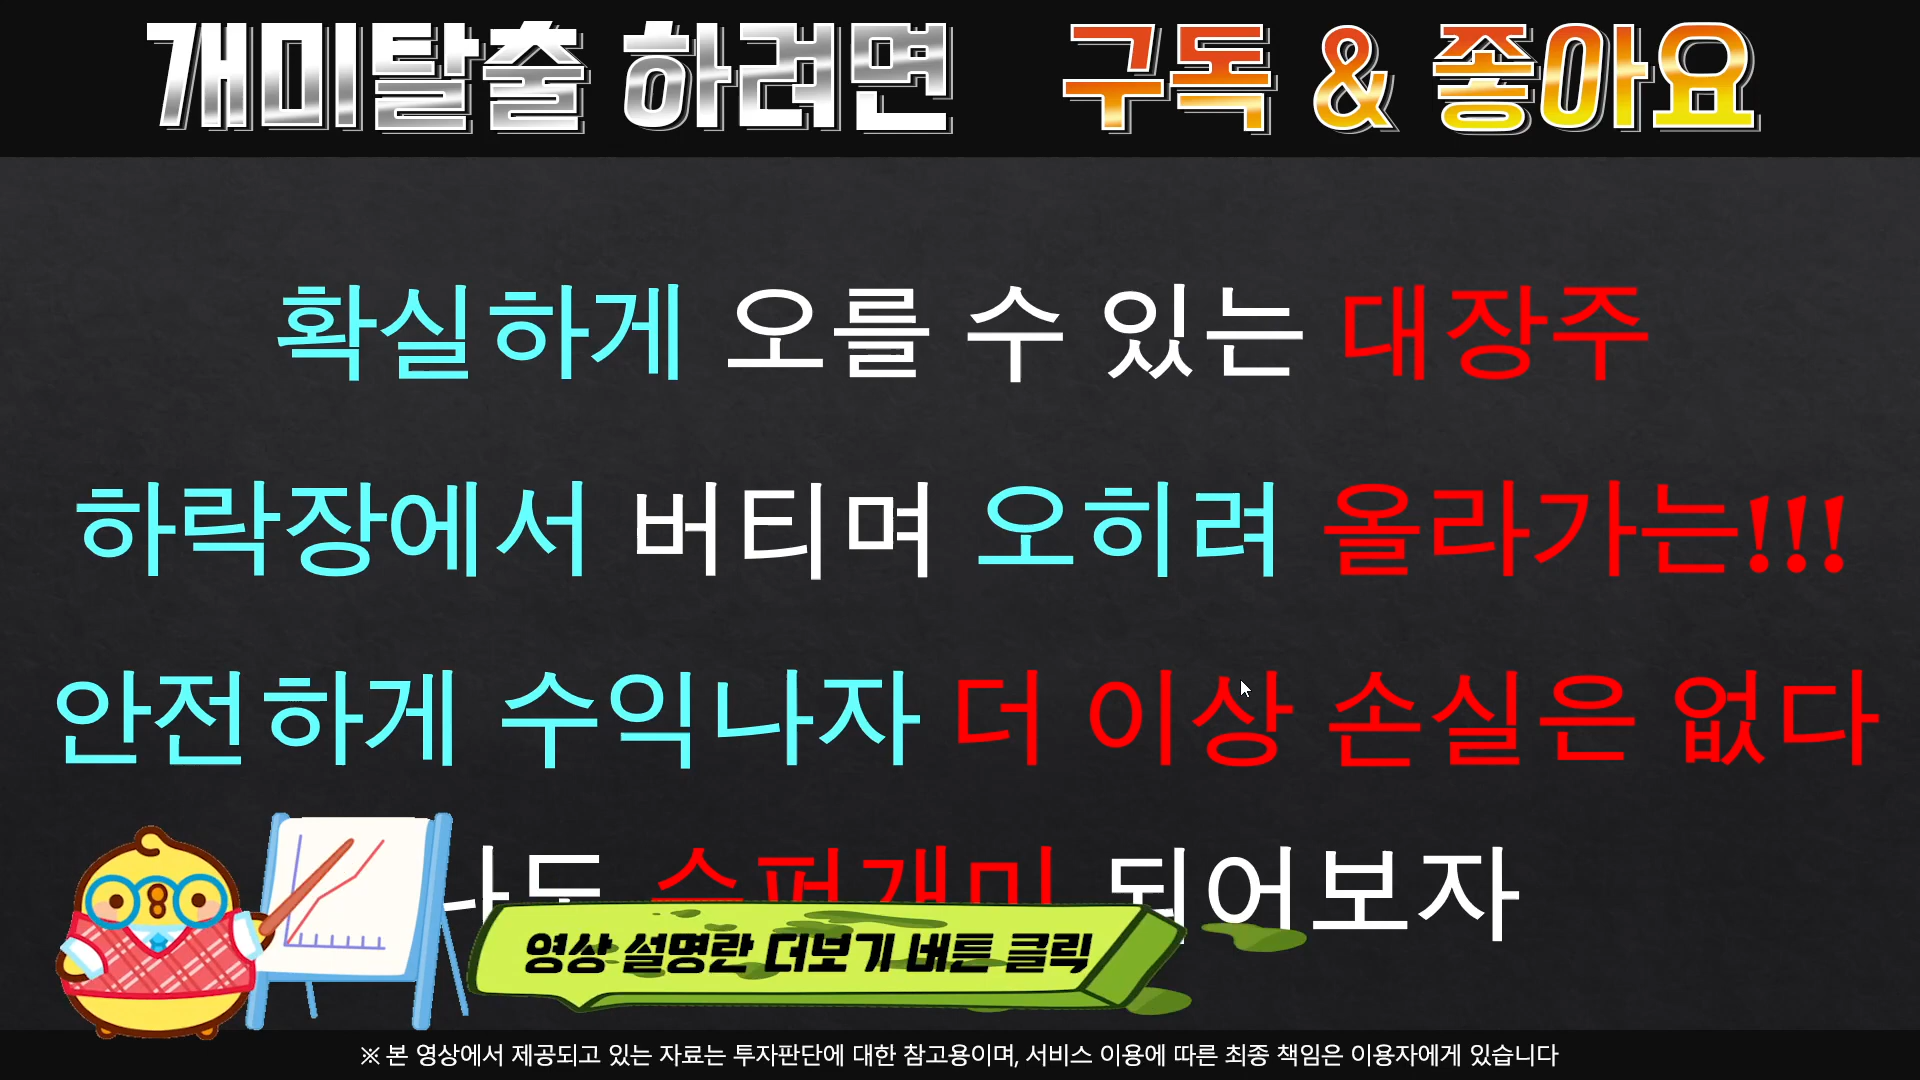 개미탈출 하려면 구독 & 좋아요
확실하게 오를 수 있는 대장주
하락장에서 버티며 오히려 올라가는!!!
안전하게 수익나자 더 이상 손실은 없다
나도 슈퍼개미 되어보자
영상 설명란 더보기 버튼 클릭
※ 본 영상에서 제공되고 있는 자료는 투자판단에 대한 참고용이며, 서비스 이용에 따른 최종 책임은 이용자에게 있습니다